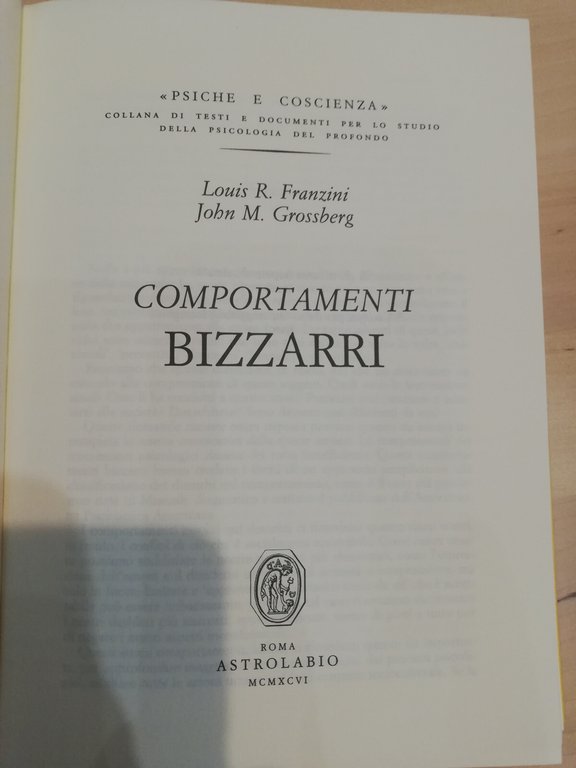 «PSICHE E COSCIENZA»
COLLANA DI TESTI E DOCUMENTI PER LO STUDIO
DELLA PSICOLOGIA DEL PROFONDO
Louis R. Franzini
John M. Grossberg
COMPORTAMENTI
BIZZARRI
ROMA
ASTROLABIO
MCMXCVI